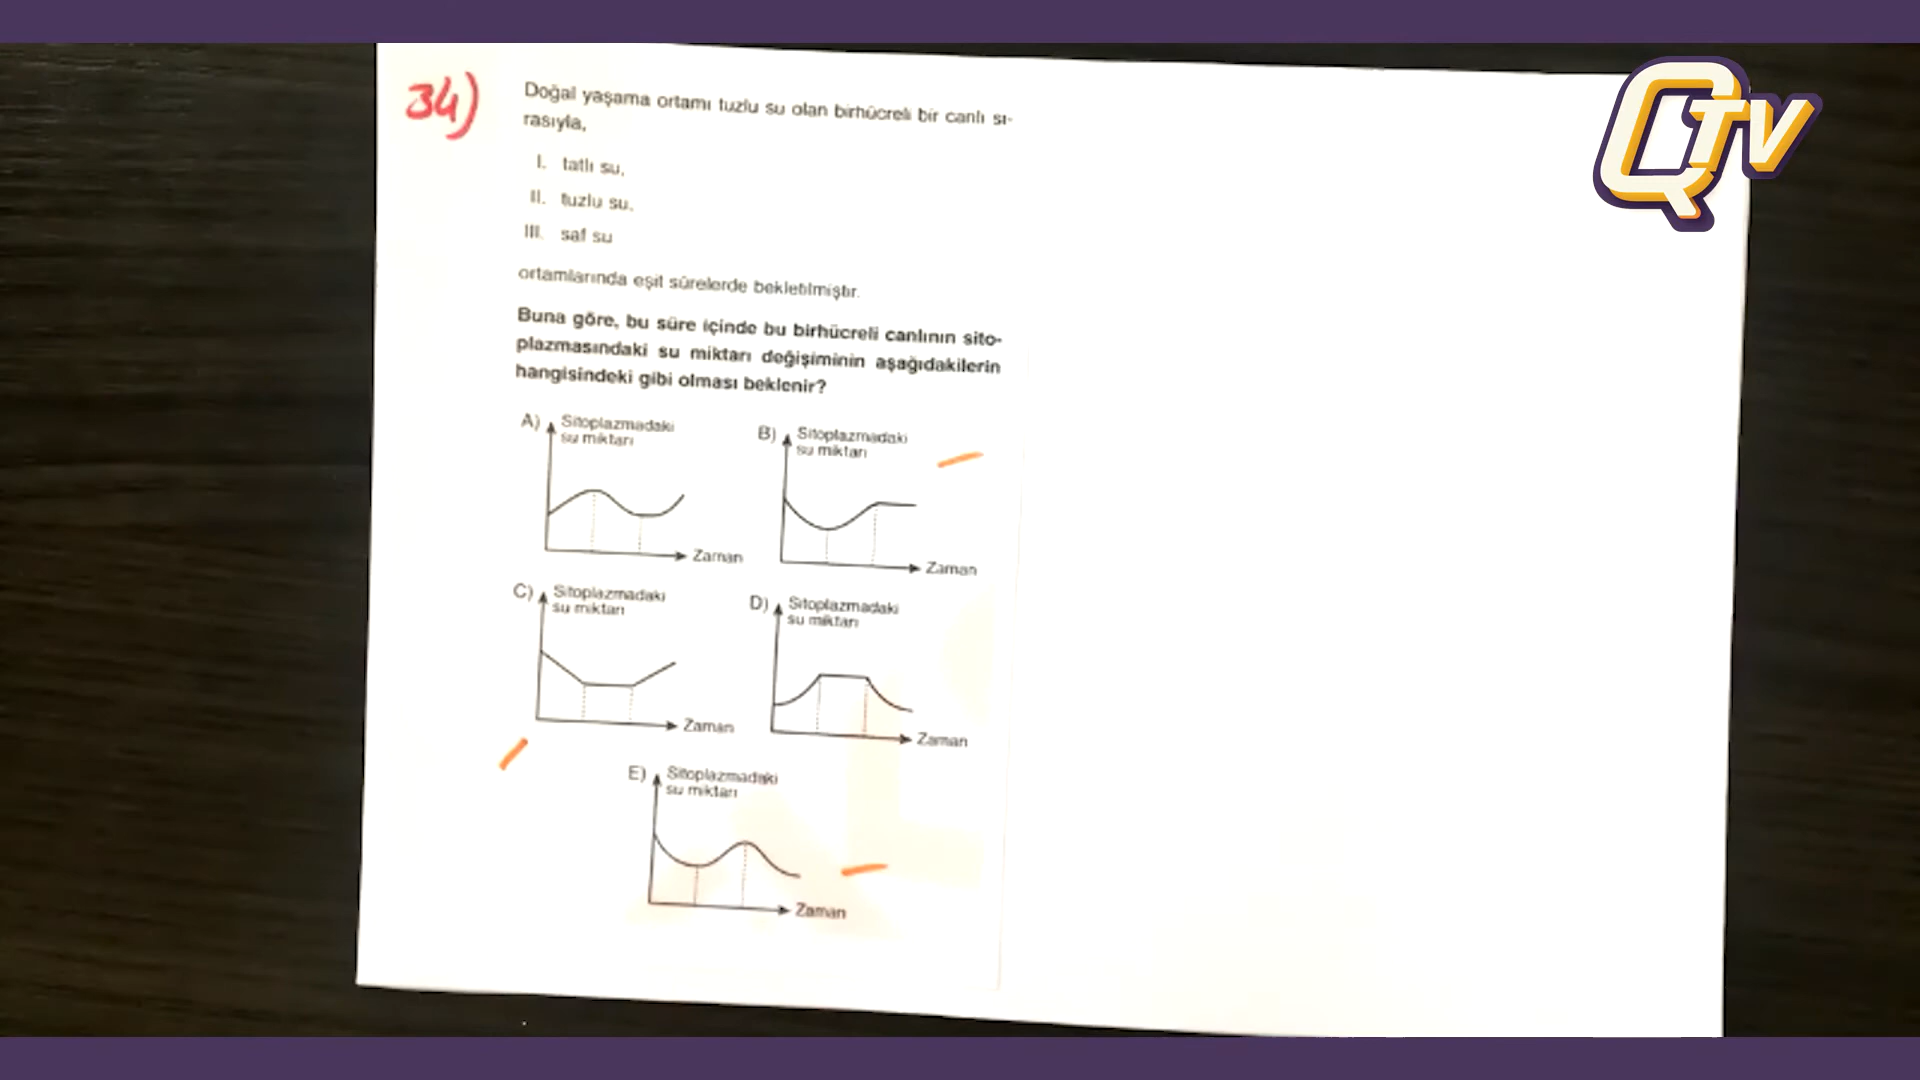 34)
Doğal yaşama ortamı tuzlu su olan birhücreli bir canlı sı-
rasıyla,
I. tatlı su,
II. tuzlu su,
III. saf su
ortamlarında eşit sürelerde bekletilmiştir.
Buna göre, bu süre içinde bu birhücreli canlının sito-
plazmasındaki su miktarı değişiminin aşağıdakilerin
hangisindeki gibi olması beklenir?
A) Sitoplazmadaki
su miktarı
Zaman
B) Sitoplazmadaki
su miktarı
Zaman
C) Sitoplazmadaki
su miktarı
Zaman
D) Sitoplazmadaki
su miktarı
Zaman
E) Sitoplazmadaki
su miktarı
Zaman
QTV